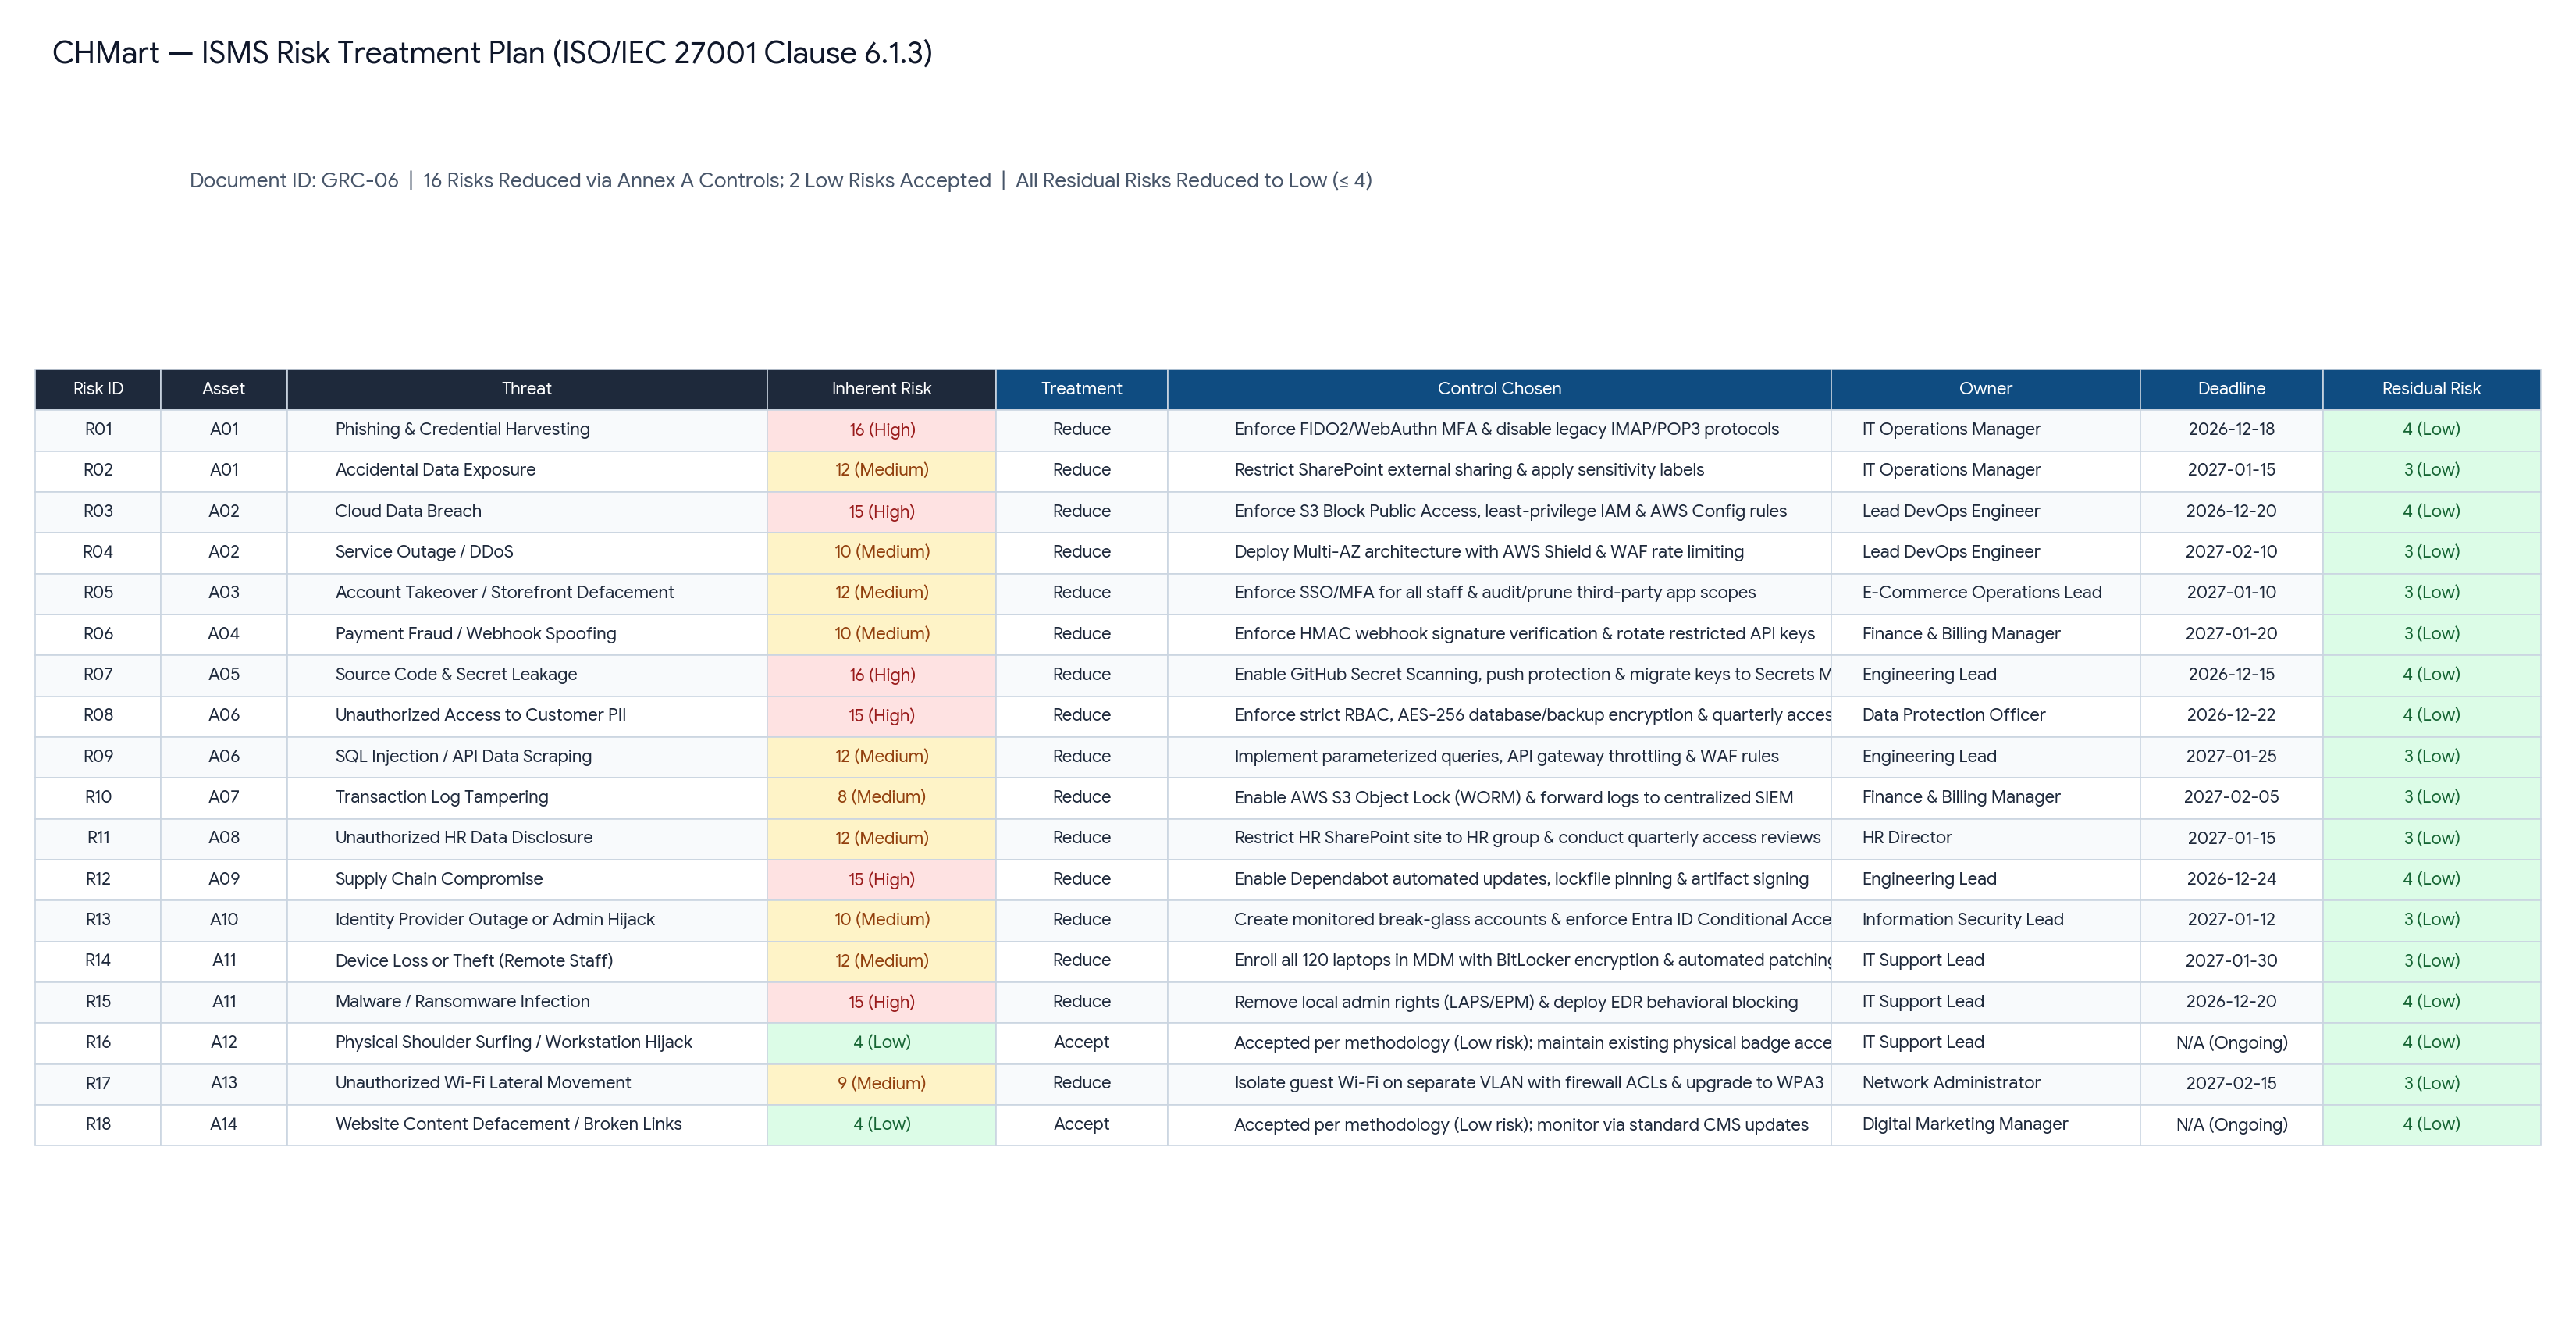 CHMart — ISMS Risk Treatment Plan (ISO/IEC 27001 Clause 6.1.3)
Document ID: GRC-06 | 16 Risks Reduced via Annex A Controls; 2 Low Risks Accepted | All Residual Risks Reduced to Low (≤ 4)
Risk ID Asset Threat Inherent Risk Treatment Control Chosen Owner Deadline Residual Risk
R01 A01 Phishing & Credential Harvesting 16 (High) Reduce Enforce FIDO2/WebAuthn MFA & disable legacy IMAP/POP3 protocols IT Operations Manager 2026-12-18 4 (Low)
R02 A01 Accidental Data Exposure 12 (Medium) Reduce Restrict SharePoint external sharing & apply sensitivity labels IT Operations Manager 2027-01-15 3 (Low)
R03 A02 Cloud Data Breach 15 (High) Reduce Enforce S3 Block Public Access, least-privilege IAM & AWS Config rules Lead DevOps Engineer 2026-12-20 4 (Low)
R04 A02 Service Outage / DDoS 10 (Medium) Reduce Deploy Multi-AZ architecture with AWS Shield & WAF rate limiting Lead DevOps Engineer 2027-02-10 3 (Low)
R05 A03 Account Takeover / Storefront Defacement 12 (Medium) Reduce Enforce SSO/MFA for all staff & audit/prune third-party app scopes E-Commerce Operations Lead 2027-01-10 3 (Low)
R06 A04 Payment Fraud / Webhook Spoofing 10 (Medium) Reduce Enforce HMAC webhook signature verification & rotate restricted API keys Finance & Billing Manager 2027-01-20 3 (Low)
R07 A05 Source Code & Secret Leakage 16 (High) Reduce Enable GitHub Secret Scanning, push protection & migrate keys to Secrets M Engineering Lead 2026-12-15 4 (Low)
R08 A06 Unauthorized Access to Customer PII 15 (High) Reduce Enforce strict RBAC, AES-256 database/backup encryption & quarterly acces Data Protection Officer 2026-12-22 4 (Low)
R09 A06 SQL Injection / API Data Scraping 12 (Medium) Reduce Implement parameterized queries, API gateway throttling & WAF rules Engineering Lead 2027-01-25 3 (Low)
R10 A07 Transaction Log Tampering 8 (Medium) Reduce Enable AWS S3 Object Lock (WORM) & forward logs to centralized SIEM Finance & Billing Manager 2027-02-05 3 (Low)
R11 A08 Unauthorized HR Data Disclosure 12 (Medium) Reduce Restrict HR SharePoint site to HR group & conduct quarterly access reviews HR Director 2027-01-15 3 (Low)
R12 A09 Supply Chain Compromise 15 (High) Reduce Enable Dependabot automated updates, lockfile pinning & artifact signing Engineering Lead 2026-12-24 4 (Low)
R13 A10 Identity Provider Outage or Admin Hijack 10 (Medium) Reduce Create monitored break-glass accounts & enforce Entra ID Conditional Acce Information Security Lead 2027-01-12 3 (Low)
R14 A11 Device Loss or Theft (Remote Staff) 12 (Medium) Reduce Enroll all 120 laptops in MDM with BitLocker encryption & automated patching IT Support Lead 2027-01-30 3 (Low)
R15 A11 Malware / Ransomware Infection 15 (High) Reduce Remove local admin rights (LAPS/EPM) & deploy EDR behavioral blocking IT Support Lead 2026-12-20 4 (Low)
R16 A12 Physical Shoulder Surfing / Workstation Hijack 4 (Low) Accept Accepted per methodology (Low risk); maintain existing physical badge acce IT Support Lead N/A (Ongoing) 4 (Low)
R17 A13 Unauthorized Wi-Fi Lateral Movement 9 (Medium) Reduce Isolate guest Wi-Fi on separate VLAN with firewall ACLs & upgrade to WPA3 Network Administrator 2027-02-15 3 (Low)
R18 A14 Website Content Defacement / Broken Links 4 (Low) Accept Accepted per methodology (Low risk); monitor via standard CMS updates Digital Marketing Manager N/A (Ongoing) 4 (Low)